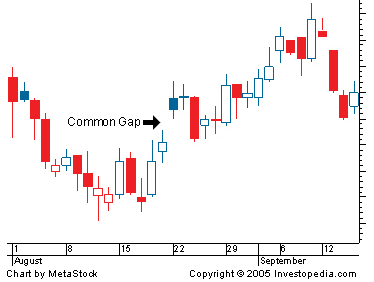 Common Gap
1 8 15 22 29 6 12
August September
Chart by MetaStock Copyright © 2005 Investopedia.com